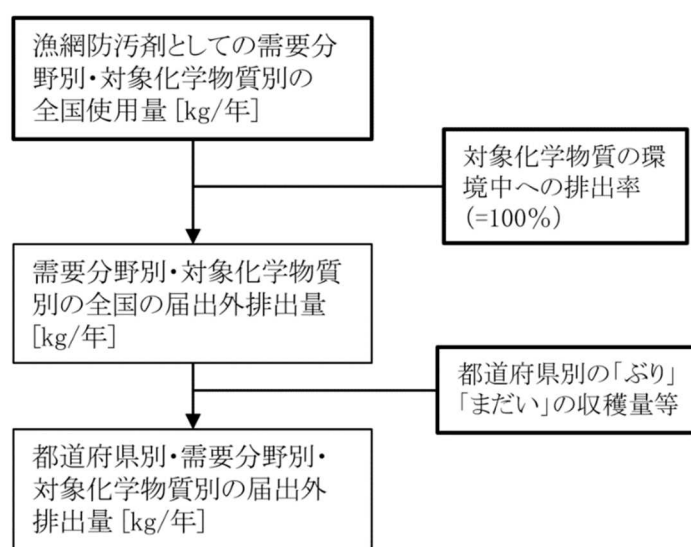 漁網防汚剤としての需要分
野別・対象化学物質別の
全国使用量 [kg/年]
対象化学物質の環
境中への排出率
(=100%)
需要分野別・対象化学物質
別の全国の届出外排出量
[kg/年]
都道府県別の「ぶり」
「まだい」の収穫量等
都道府県別・需要分野別・
対象化学物質別の届出外
排出量 [kg/年]